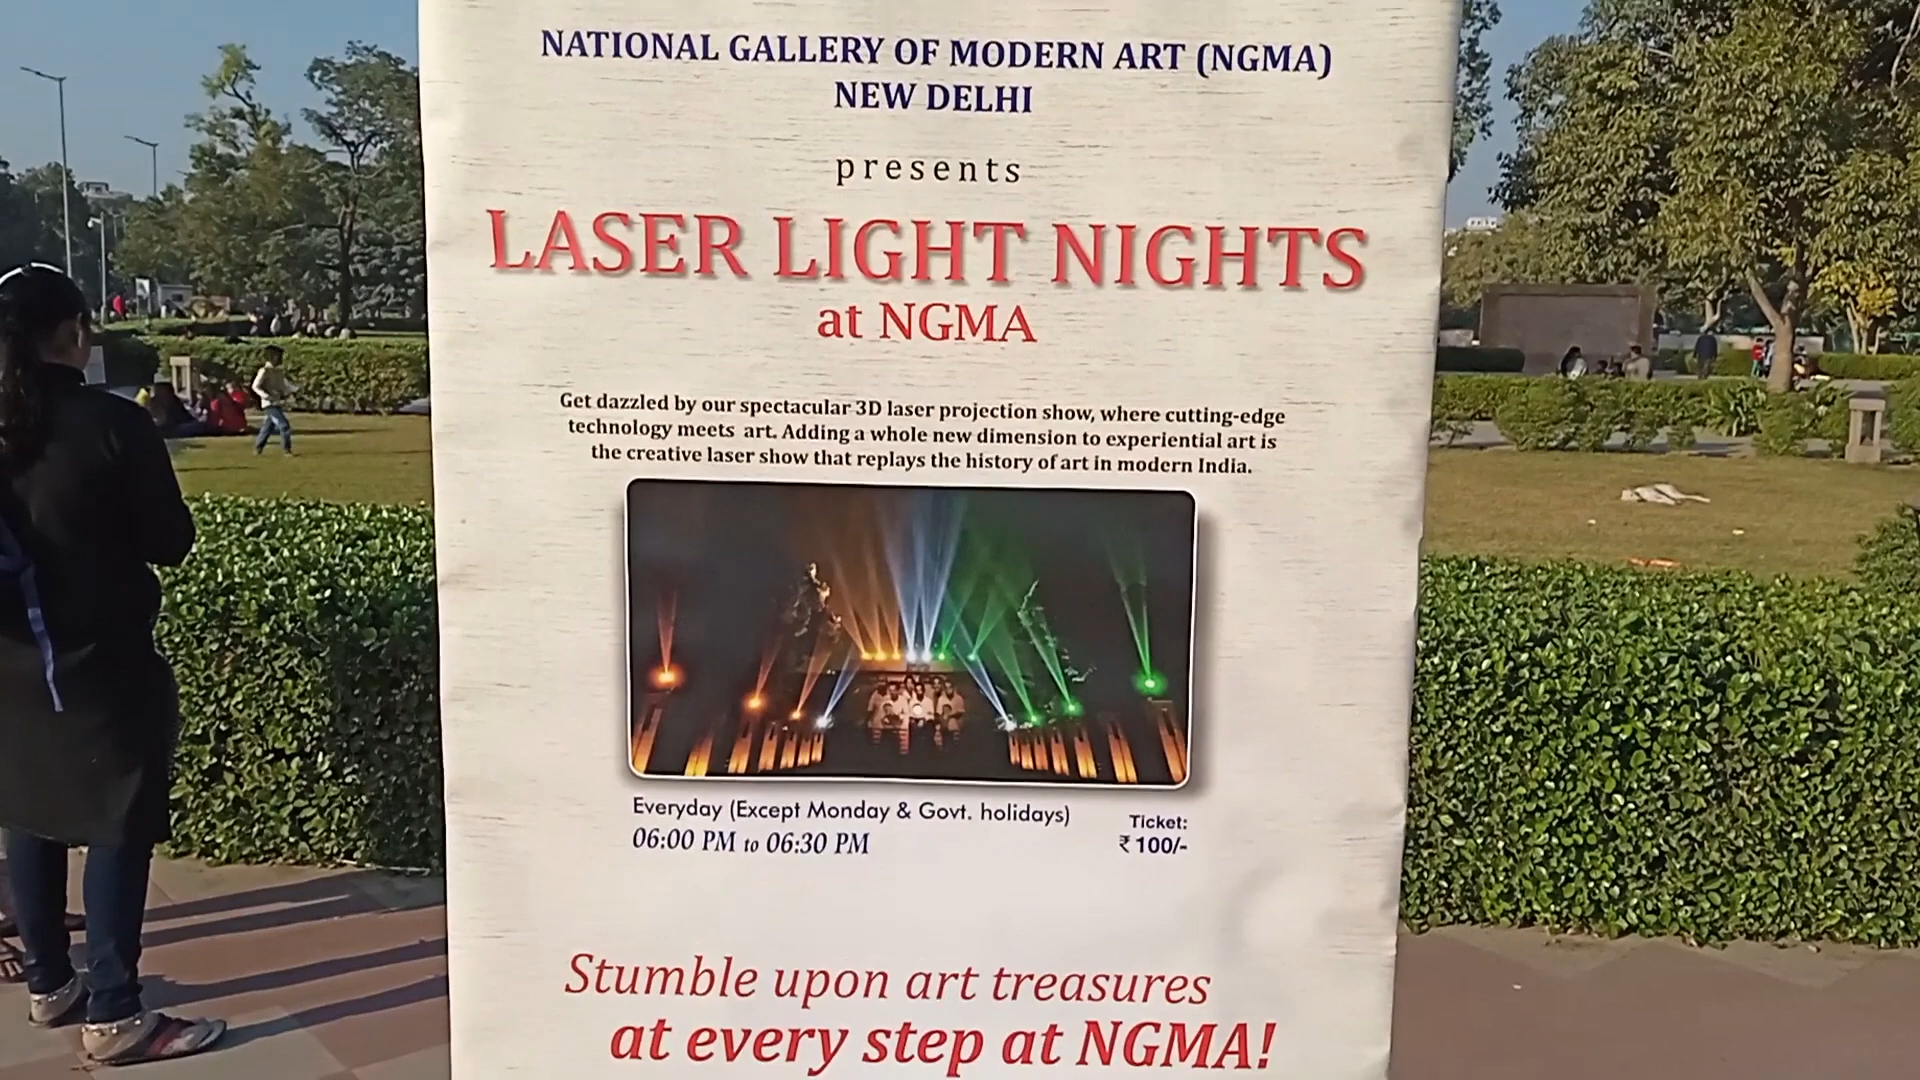 NATIONAL GALLERY OF MODERN ART (NGMA)
NEW DELHI
presents
LASER LIGHT NIGHTS
at NGMA
Get dazzled by our spectacular 3D laser projection show, where cutting-edge
technology meets art. Adding a whole new dimension to experiential art is
the creative laser show that replays the history of art in modern India.
Everyday (Except Monday & Govt. holidays)
06:00 PM to 06:30 PM
Ticket:
₹ 100/-
Stumble upon art treasures
at every step at NGMA!